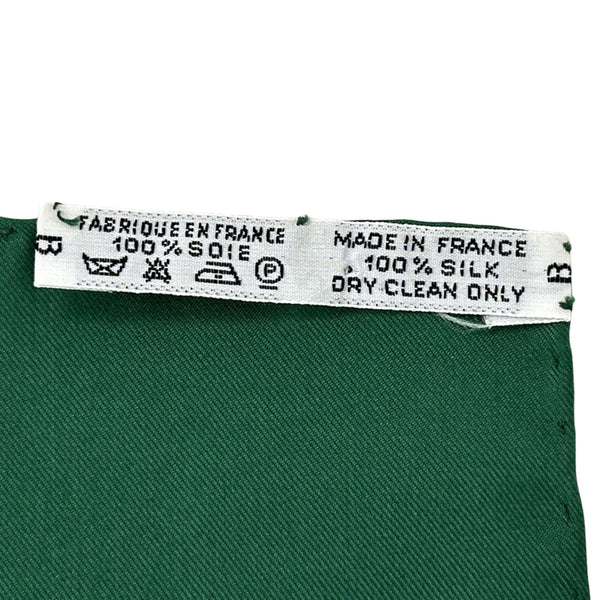 FABRIQUE EN FRANCE
100% SOIE
P
MADE IN FRANCE
100% SILK
DRY CLEAN ONLY
B
B